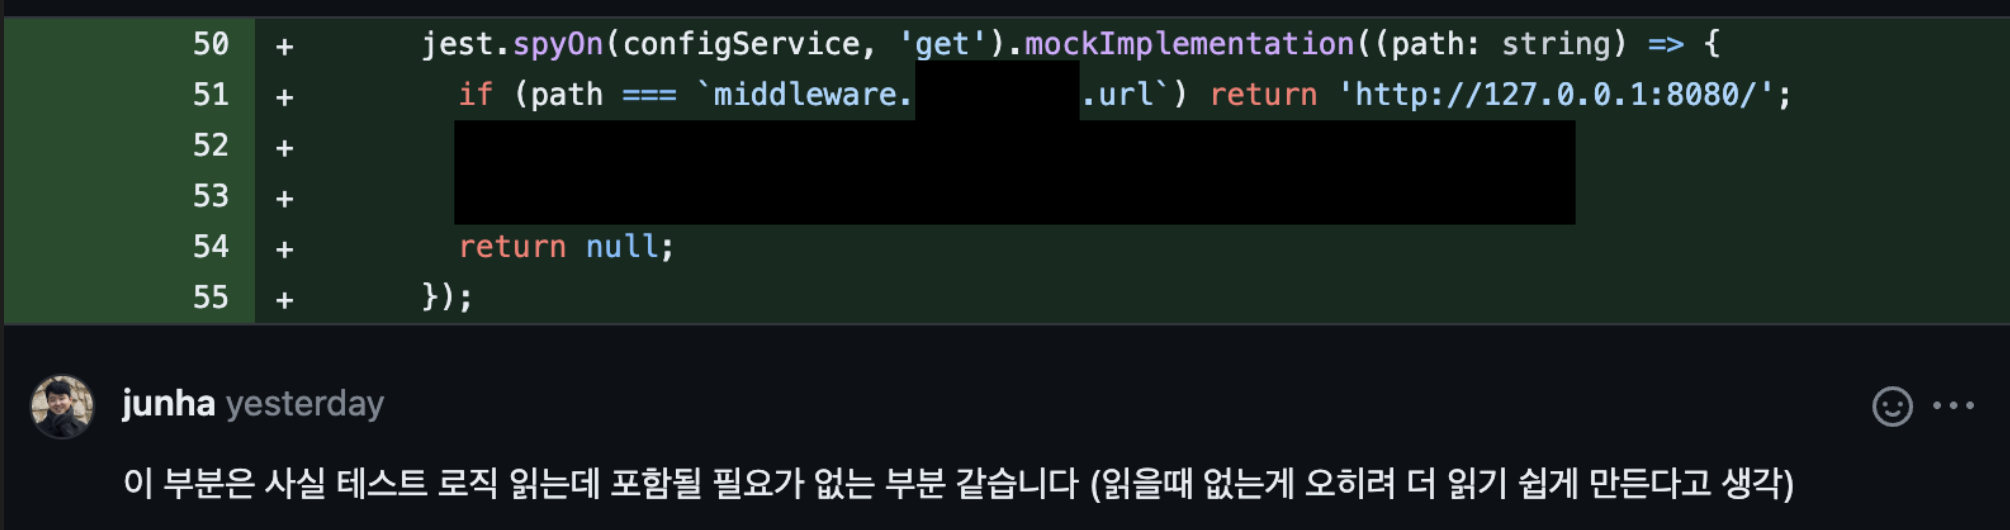 50 + jest.spyOn(configService, 'get').mockImplementation((path: string) => {
51 + if (path === `middleware. .url`) return 'http://127.0.0.1:8080/';
52 +
53 +
54 + return null;
55 + });
junha yesterday
이 부분은 사실 테스트 로직 읽는데 포함될 필요가 없는 부분 같습니다 (읽을때 없는게 오히려 더 읽기 쉽게 만든다고 생각)